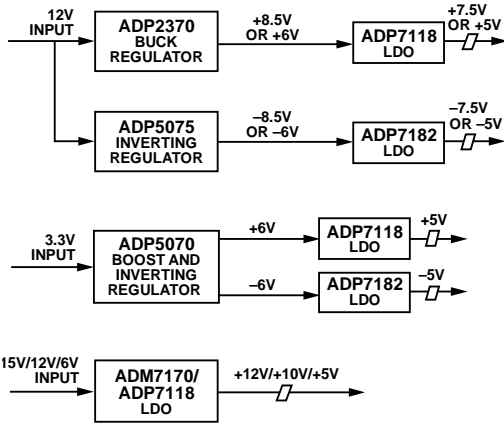 12V
INPUT
ADP2370
BUCK
REGULATOR
+8.5V
OR +6V
ADP7118
LDO
+7.5V
OR +5V
ADP5075
INVERTING
REGULATOR
–8.5V
OR –6V
ADP7182
LDO
–7.5V
OR –5V
3.3V
INPUT
ADP5070
BOOST AND
INVERTING
REGULATOR
+6V
ADP7118
LDO
+5V
–6V
ADP7182
LDO
–5V
15V/12V/6V
INPUT
ADM7170/
ADP7118
LDO
+12V/+10V/+5V